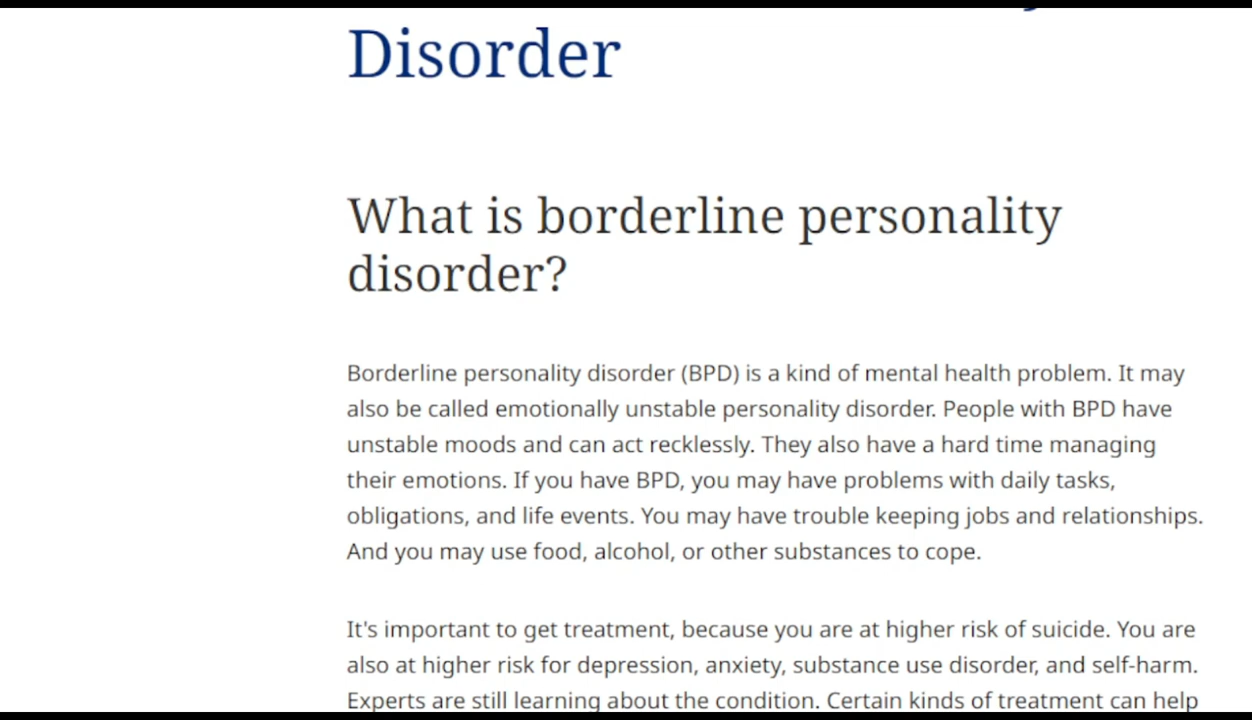 Disorder
What is borderline personality
disorder?
Borderline personality disorder (BPD) is a kind of mental health problem. It may
also be called emotionally unstable personality disorder. People with BPD have
unstable moods and can act recklessly. They also have a hard time managing
their emotions. If you have BPD, you may have problems with daily tasks,
obligations, and life events. You may have trouble keeping jobs and relationships.
And you may use food, alcohol, or other substances to cope.
It's important to get treatment, because you are at higher risk of suicide. You are
also at higher risk for depression, anxiety, substance use disorder, and self-harm.
Experts are still learning about the condition. Certain kinds of treatment can help